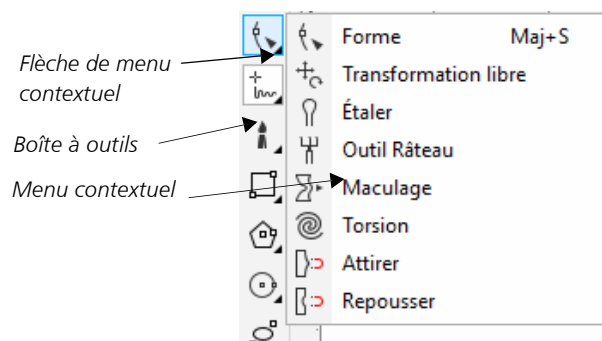 Flèche de menu
contextuel
Boîte à outils
Menu contextuel
Forme Maj+S
Transformation libre
Étaler
Outil Râteau
Maculage
Torsion
Attirer
Repousser